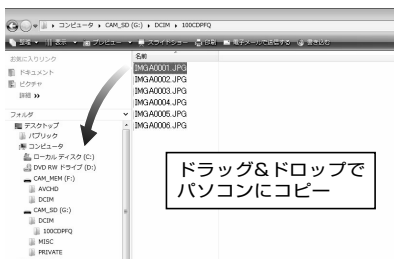 コンピュータ ▸ CAM_SD (G:) ▸ DCIM ▸ 100CDPFQ
整理 表示 プレビュー スライドショー 印刷 電子メールで送信する 書き込む
お気に入りリンク
ドキュメント
ピクチャ
詳細 »
フォルダ
デスクトップ
パブリック
コンピュータ
ローカル ディスク (C:)
DVD RW ドライブ (D:)
CAM_MEM (F:)
AVCHD
DCIM
CAM_SD (G:)
DCIM
100CDPFQ
MISC
PRIVATE
名前
IMGA0001.JPG
IMGA0002.JPG
IMGA0003.JPG
IMGA0004.JPG
IMGA0005.JPG
IMGA0006.JPG
ドラッグ&ドロップで
パソコンにコピー